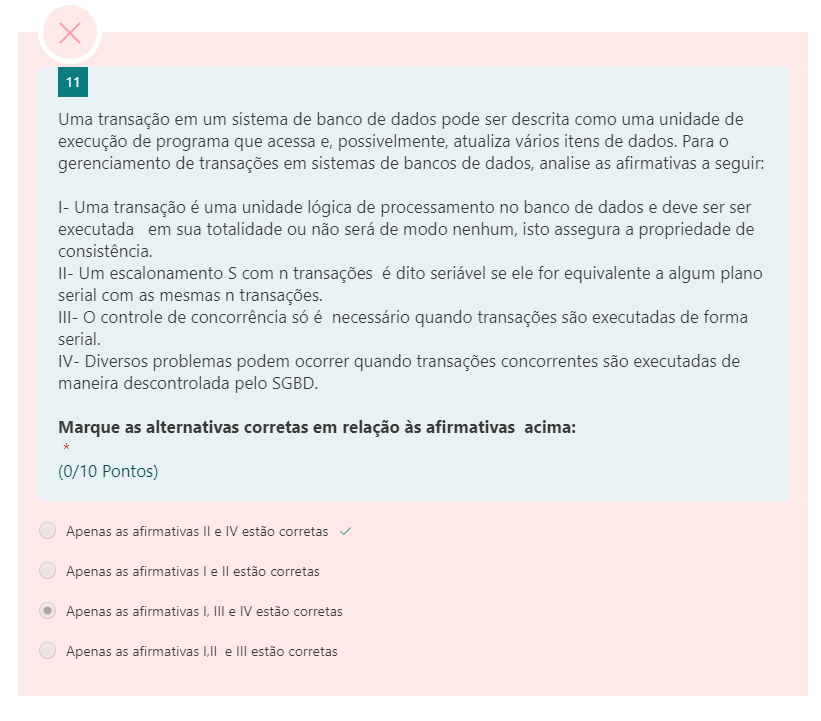 11
Uma transação em um sistema de banco de dados pode ser descrita como uma unidade de
execução de programa que acessa e, possivelmente, atualiza vários itens de dados. Para o
gerenciamento de transações em sistemas de bancos de dados, analise as afirmativas a seguir:
I- Uma transação é uma unidade lógica de processamento no banco de dados e deve ser ser
executada em sua totalidade ou não será de modo nenhum, isto assegura a propriedade de
consistência.
II- Um escalonamento S com n transações é dito seriável se ele for equivalente a algum plano
serial com as mesmas n transações.
III- O controle de concorrência só é necessário quando transações são executadas de forma
serial.
IV- Diversos problemas podem ocorrer quando transações concorrentes são executadas de
maneira descontrolada pelo SGBD.
Marque as alternativas corretas em relação às afirmativas acima:
*
(0/10 Pontos)
Apenas as afirmativas II e IV estão corretas
Apenas as afirmativas I e II estão corretas
Apenas as afirmativas I, III e IV estão corretas
Apenas as afirmativas I,II e III estão corretas